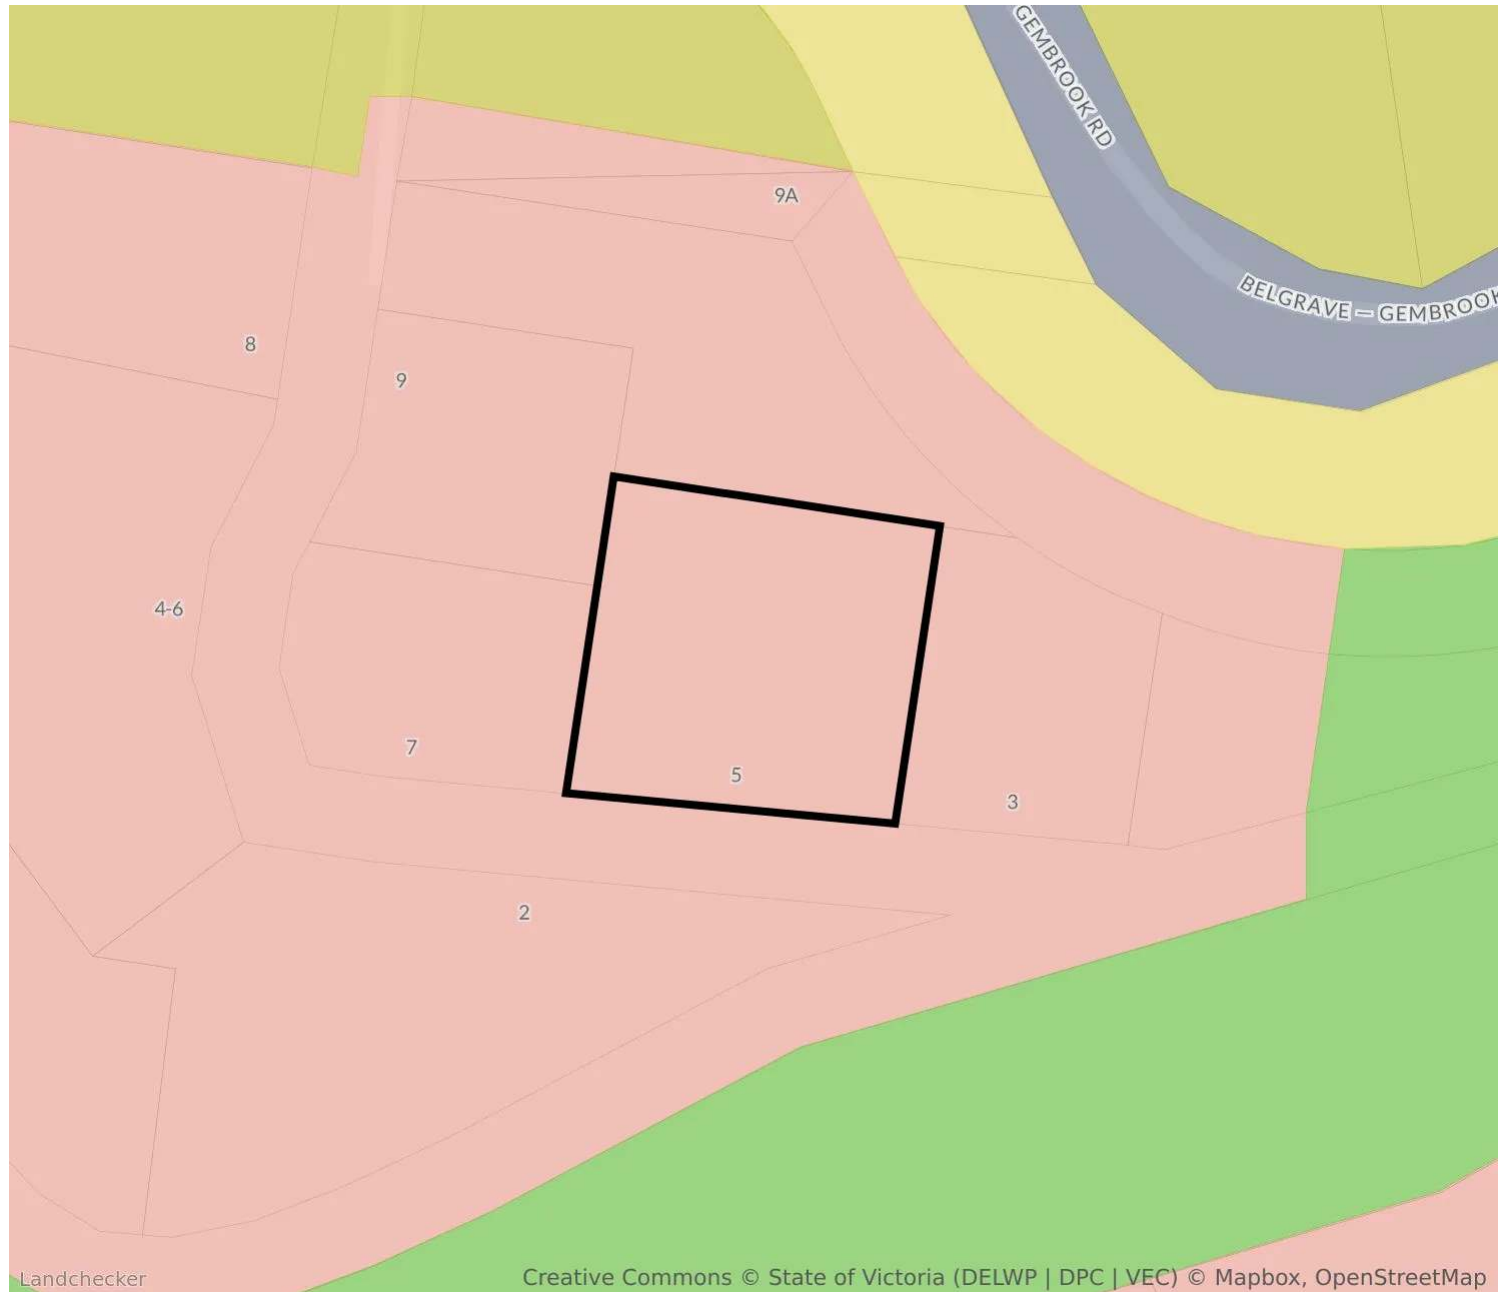 GEMBROOK RD
9A
BELGRAVE — GEMBROOK
8
9
4-6
7
5
3
2
Landchecker
Creative Commons © State of Victoria (DELWP | DPC | VEC) © Mapbox, OpenStreetMap